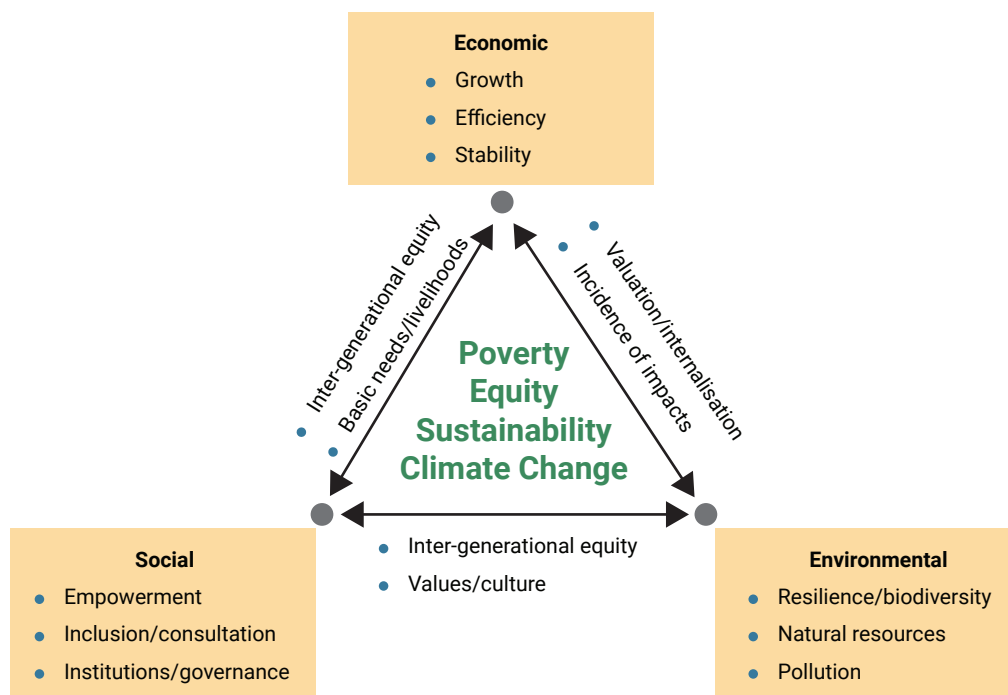 Economic
Growth
Efficiency
Stability
Inter-generational equity
Basic needs/livelihoods
Valuation/internalisation
Incidence of impacts
Poverty
Equity
Sustainability
Climate Change
Inter-generational equity
Values/culture
Social
Empowerment
Inclusion/consultation
Institutions/governance
Environmental
Resilience/biodiversity
Natural resources
Pollution